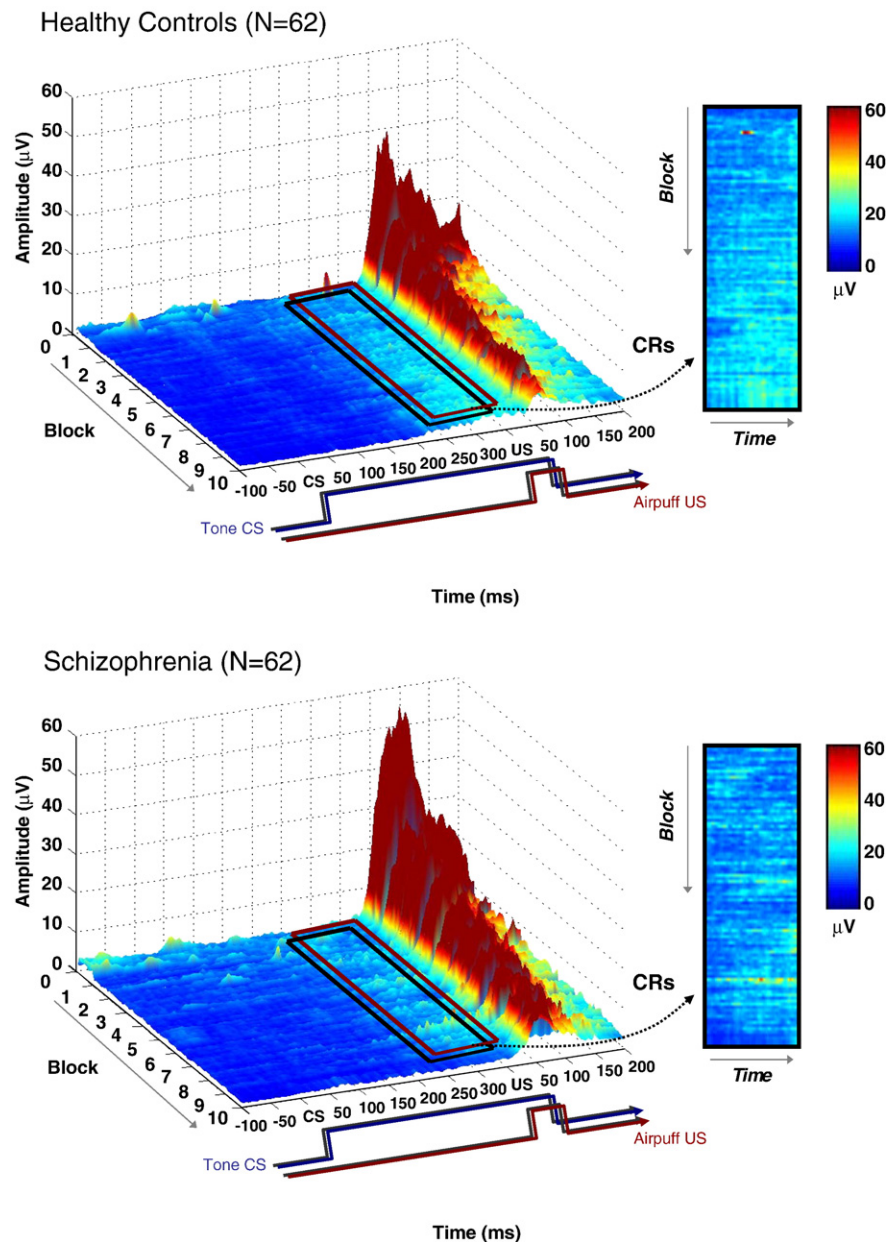 Healthy Controls (N=62)
Amplitude (µV)
60
50
40
30
20
10
0
0
1
2
3
4
5
6
7
8
9
10
Block
-100 -50 CS 50 100 150 200 250 300 US 50 100 150 200
Tone CS
Airpuff US
Time (ms)
CRs
Block
Time
60
40
20
0
µV
Schizophrenia (N=62)
Amplitude (µV)
60
50
40
30
20
10
0
0
1
2
3
4
5
6
7
8
9
10
Block
-100 -50 CS 50 100 150 200 250 300 US 50 100 150 200
Tone CS
Airpuff US
Time (ms)
CRs
Block
Time
60
40
20
0
µV